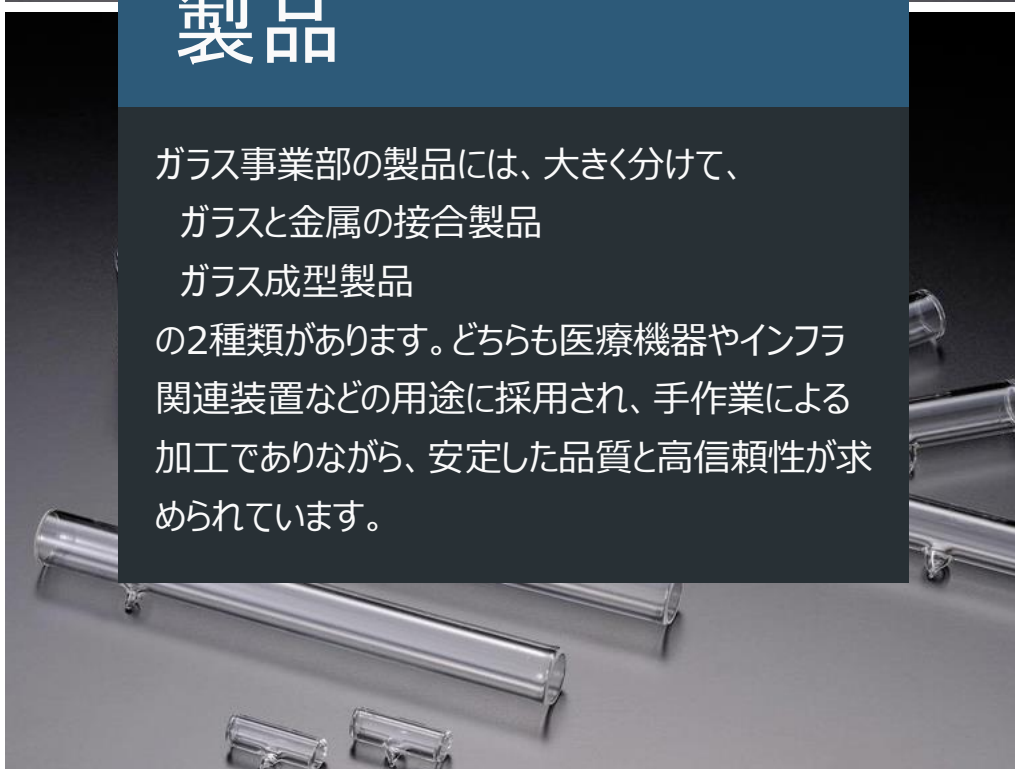 製品
ガラス事業部の製品には、大きく分けて、
ガラスと金属の接合製品
ガラス成型製品
の2種類があります。どちらも医療機器やインフラ
関連装置などの用途に採用され、手作業による
加工でありながら、安定した品質と高信頼性が求
められています。